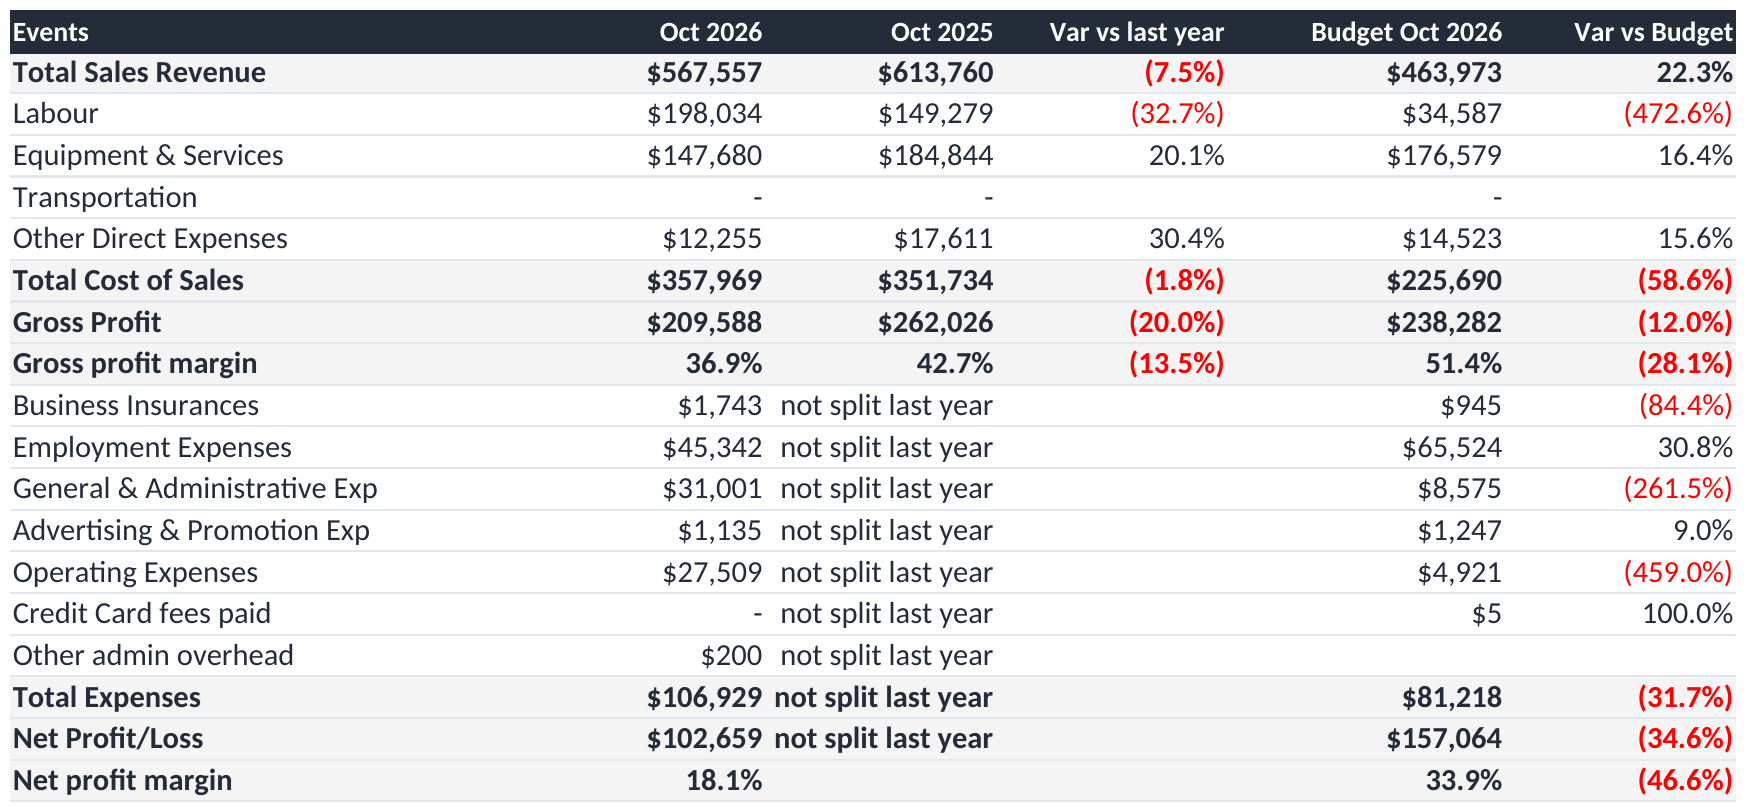 Events Oct 2026 Oct 2025 Var vs last year Budget Oct 2026 Var vs Budget
Total Sales Revenue $567,557 $613,760 (7.5%) $463,973 22.3%
Labour $198,034 $149,279 (32.7%) $34,587 (472.6%)
Equipment & Services $147,680 $184,844 20.1% $176,579 16.4%
Transportation - - -
Other Direct Expenses $12,255 $17,611 30.4% $14,523 15.6%
Total Cost of Sales $357,969 $351,734 (1.8%) $225,690 (58.6%)
Gross Profit $209,588 $262,026 (20.0%) $238,282 (12.0%)
Gross profit margin 36.9% 42.7% (13.5%) 51.4% (28.1%)
Business Insurances $1,743 not split last year $945 (84.4%)
Employment Expenses $45,342 not split last year $65,524 30.8%
General & Administrative Exp $31,001 not split last year $8,575 (261.5%)
Advertising & Promotion Exp $1,135 not split last year $1,247 9.0%
Operating Expenses $27,509 not split last year $4,921 (459.0%)
Credit Card fees paid - not split last year $5 100.0%
Other admin overhead $200 not split last year
Total Expenses $106,929 not split last year $81,218 (31.7%)
Net Profit/Loss $102,659 not split last year $157,064 (34.6%)
Net profit margin 18.1% 33.9% (46.6%)